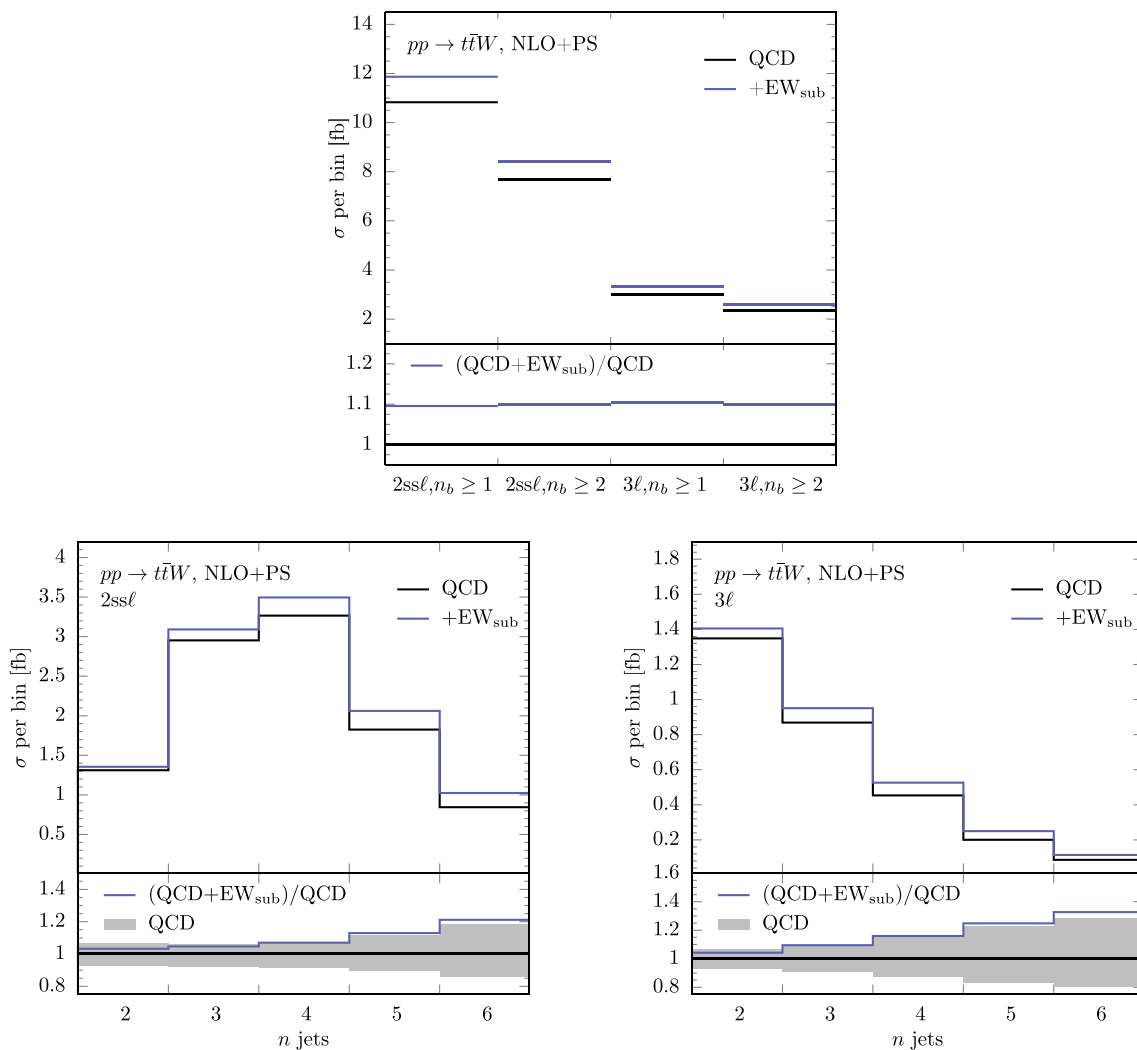 14
12
10
8
6
4
2
σ per bin [fb]
pp → tt̄W, NLO+PS
QCD
+EW_sub
1.2
1.1
1
(QCD+EW_sub)/QCD
2ssℓ,n_b ≥ 1 2ssℓ,n_b ≥ 2 3ℓ,n_b ≥ 1 3ℓ,n_b ≥ 2
4
3.5
3
2.5
2
1.5
1
0.5
σ per bin [fb]
pp → tt̄W, NLO+PS
2ssℓ
QCD
+EW_sub
1.4
1.2
1
0.8
(QCD+EW_sub)/QCD
QCD
2 3 4 5 6
n jets
1.8
1.6
1.4
1.2
1
0.8
0.6
0.4
0.2
σ per bin [fb]
pp → tt̄W, NLO+PS
3ℓ
QCD
+EW_sub
1.6
1.4
1.2
1
0.8
(QCD+EW_sub)/QCD
QCD
2 3 4 5 6
n jets